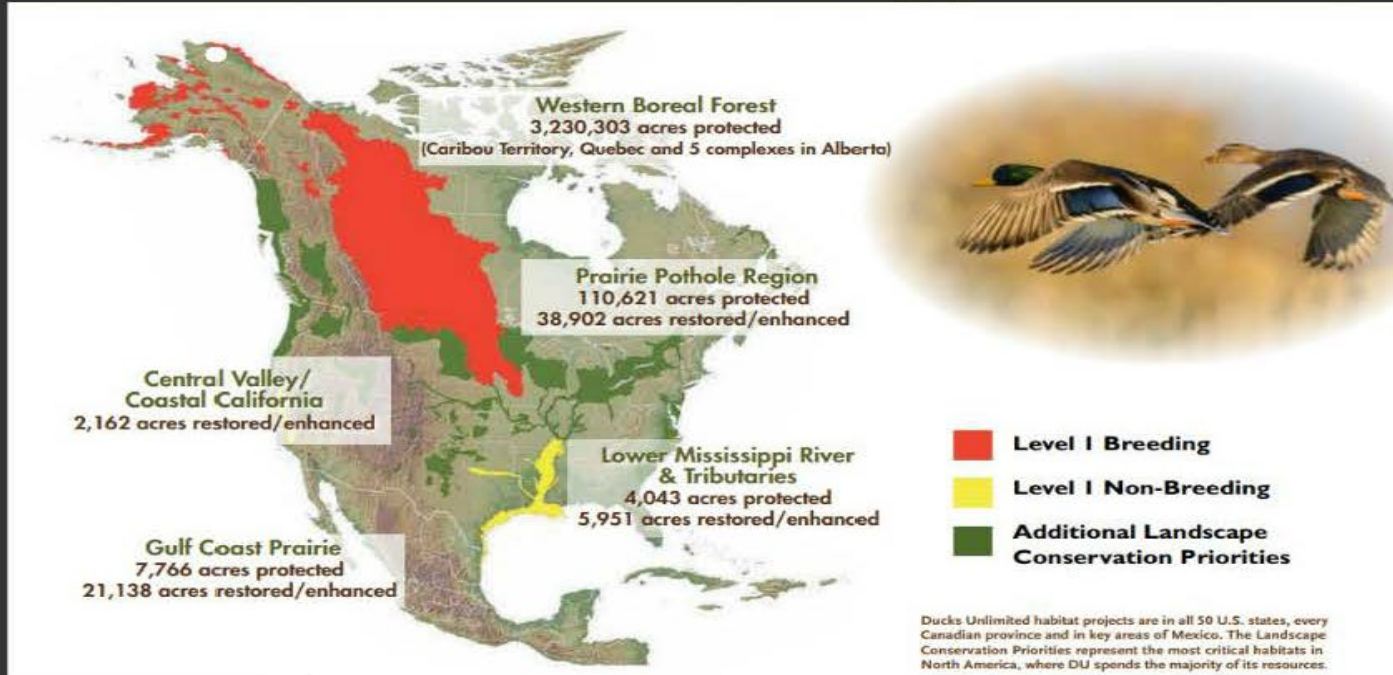 Western Boreal Forest
3,230,303 acres protected
(Caribou Territory, Quebec and 5 complexes in Alberta)
Prairie Pothole Region
110,621 acres protected
38,902 acres restored/enhanced
Central Valley/
Coastal California
2,162 acres restored/enhanced
Lower Mississippi River
& Tributaries
4,043 acres protected
5,951 acres restored/enhanced
Gulf Coast Prairie
7,766 acres protected
21,138 acres restored/enhanced
Level 1 Breeding
Level 1 Non-Breeding
Additional Landscape
Conservation Priorities
Ducks Unlimited habitat projects are in all 50 U.S. states, every
Canadian province and in key areas of Mexico. The Landscape
Conservation Priorities represent the most critical habitats in
North America, where DU spends the majority of its resources.